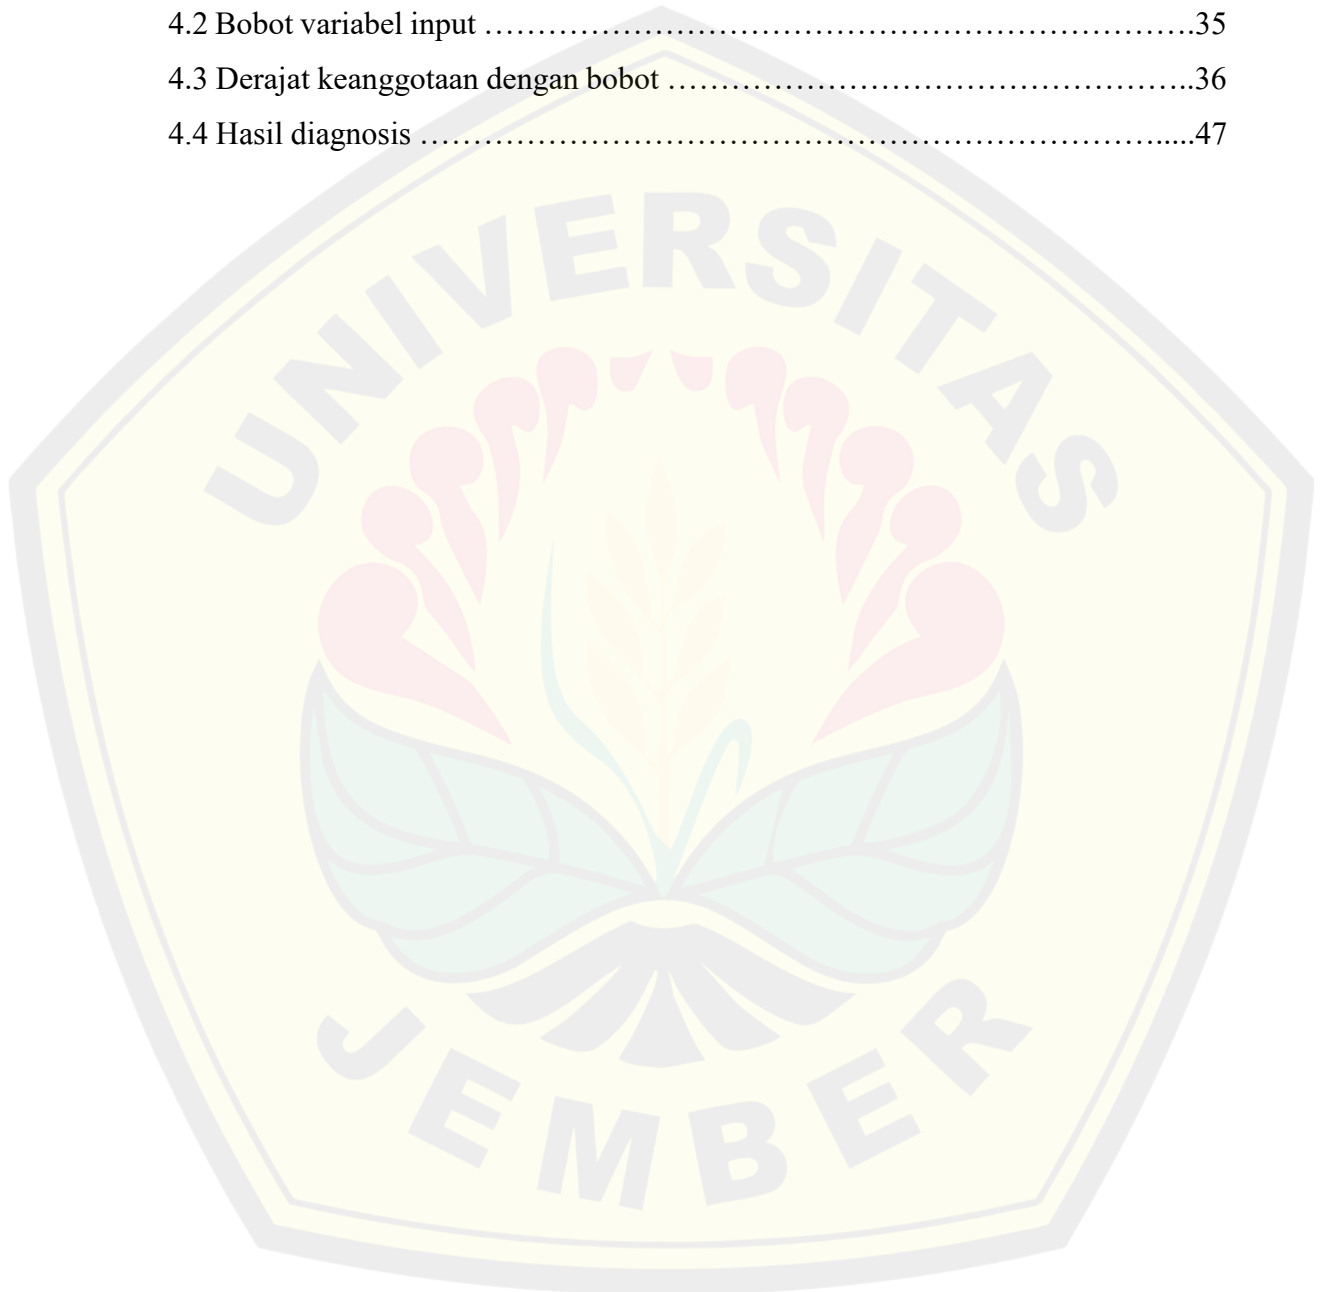 4.2 Bobot variabel input …………………………………………………………………….35
4.3 Derajat keanggotaan dengan bobot …………………………………………………..36
4.4 Hasil diagnosis ……………………………………………………………………….....47
UNIVERSITAS
JEMBER